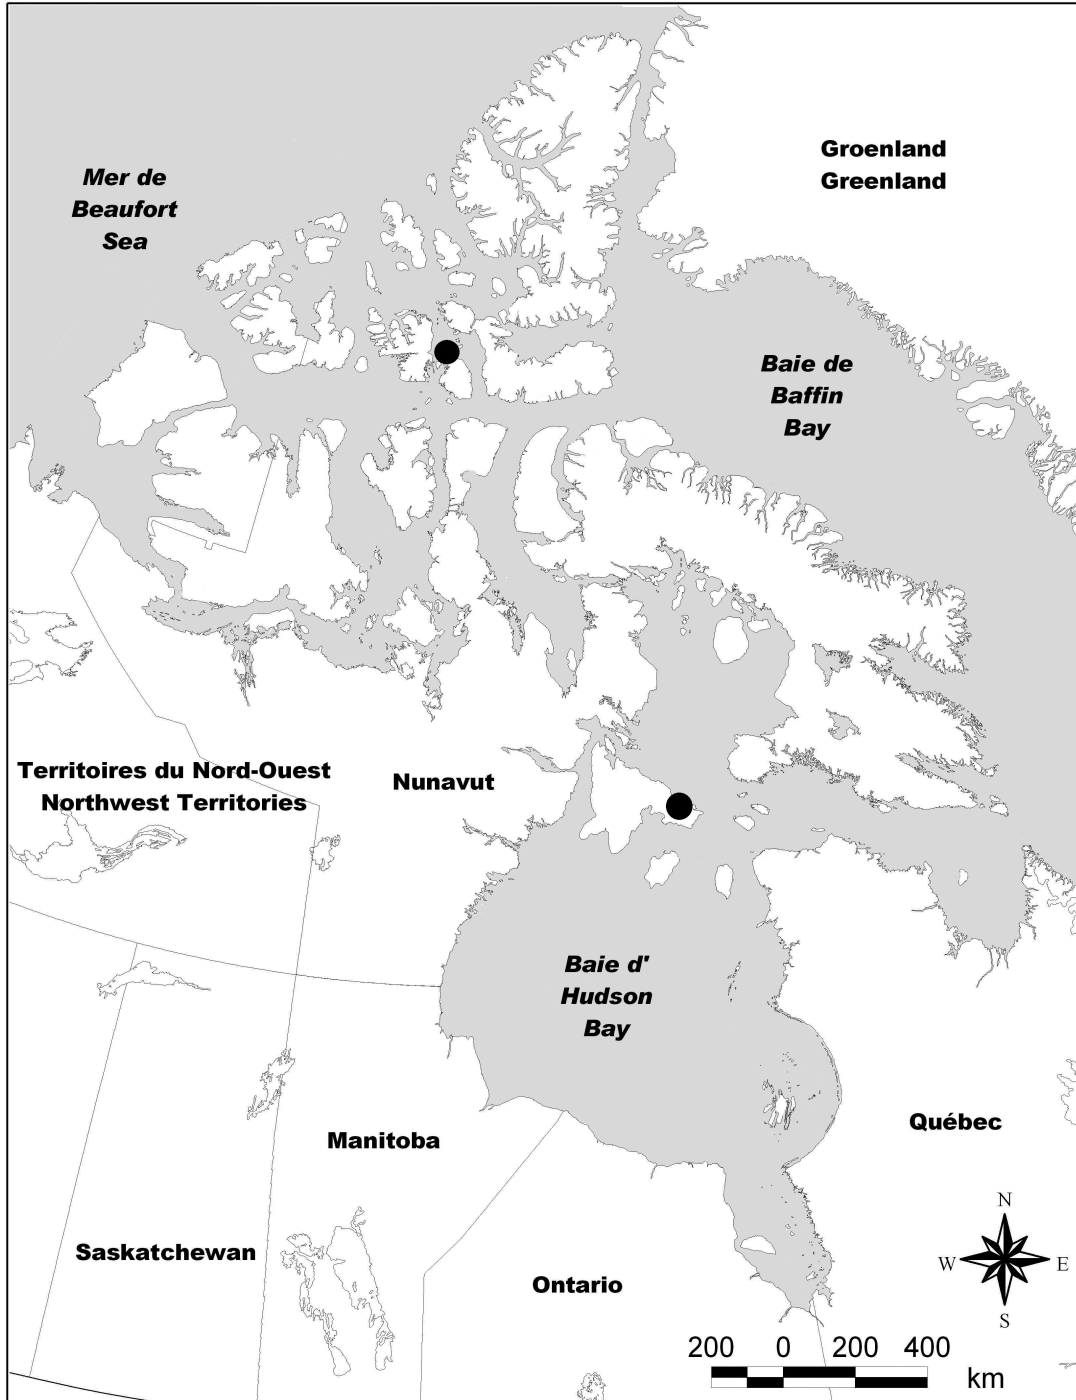 Groenland
Greenland
Mer de
Beaufort
Sea
Baie de
Baffin
Bay
Territoires du Nord-Ouest
Northwest Territories
Nunavut
Baie d'
Hudson
Bay
Québec
Manitoba
Saskatchewan
Ontario
N
W E
S
200 0 200 400
km